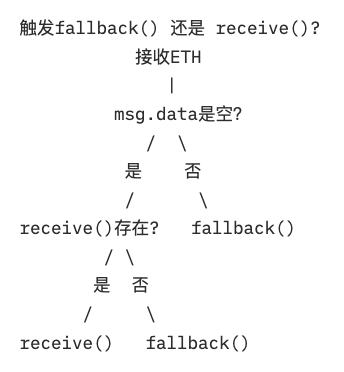 触发fallback() 还是 receive()?
接收ETH
|
msg.data是空?
/ \
是 否
/ \
receive()存在? fallback()
/ \
是 否
/ \
receive() fallback()